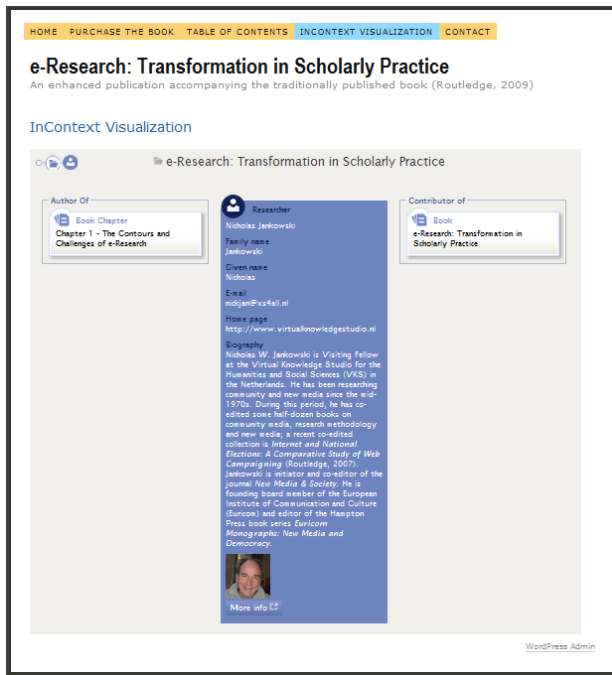 HOME PURCHASE THE BOOK TABLE OF CONTENTS INCONTEXT VISUALIZATION CONTACT
e-Research: Transformation in Scholarly Practice
An enhanced publication accompanying the traditionally published book (Routledge, 2009)
InContext Visualization
e-Research: Transformation in Scholarly Practice
Author Of
Book Chapter
Chapter 1 - The Contours and
Challenges of e-Research
Researcher
Nicholas Jankowski
Family name
Jankowski
Given name
Nicholas
E-mail
nickjan@xs4all.nl
Home page
http://www.virtualknowledgestudio.nl
Biography
Nicholas W. Jankowski is Visiting Fellow
at the Virtual Knowledge Studio for the
Humanities and Social Sciences (VKS) in
the Netherlands. He has been researching
community and new media since the mid-
1970s. During this period, he has co-
edited some half-dozen books on
community media, research methodology
and new media; a recent co-edited
collection is Internet and National
Elections: A Comparative Study of Web
Campaigning (Routledge, 2007).
Jankowski is initiator and co-editor of the
journal New Media & Society. He is
founding board member of the European
Institute of Communication and Culture
(Euricom) and editor of the Hampton
Press book series Euricom
Monographs: New Media and
Democracy.
More info
Contributor of
Book
e-Research: Transformation in
Scholarly Practice
WordPress Admin